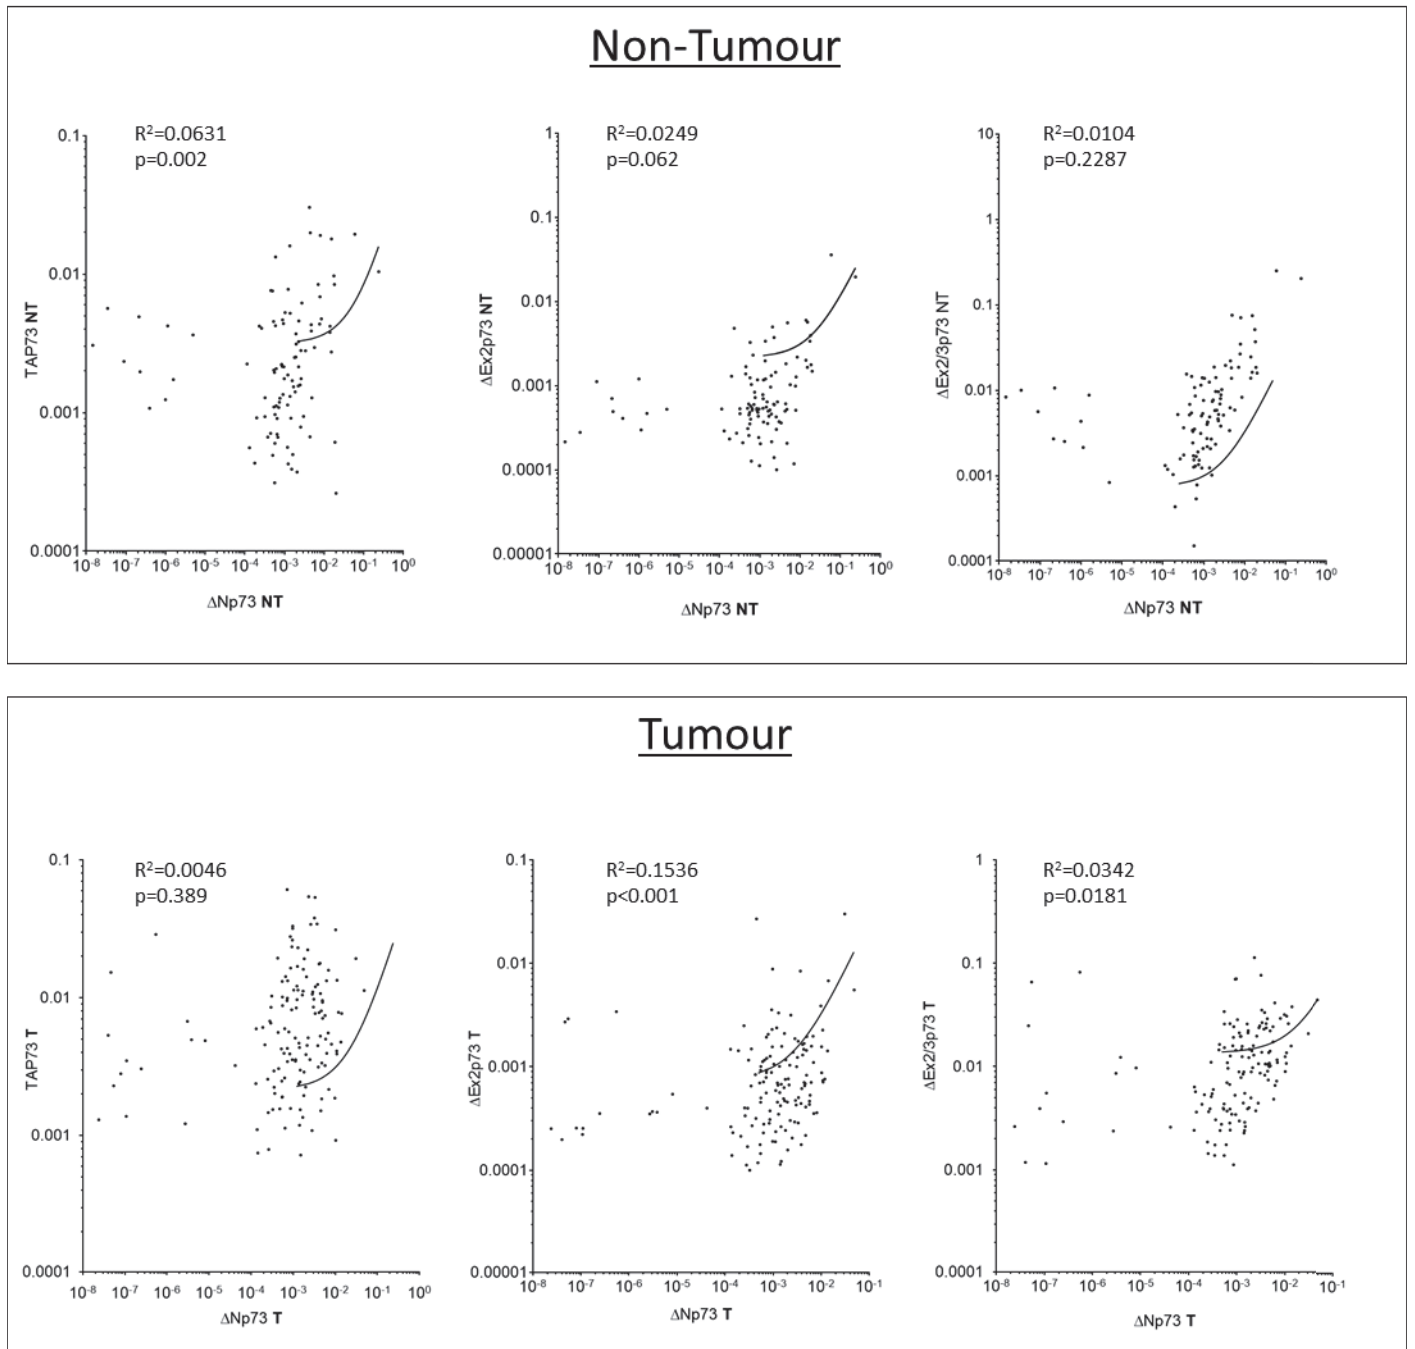 Non-Tumour
R²=0.0631
p=0.002
0.1
0.01
0.001
0.0001
TAP73 NT
10⁻⁸ 10⁻⁷ 10⁻⁶ 10⁻⁵ 10⁻⁴ 10⁻³ 10⁻² 10⁻¹ 10⁰
ΔNp73 NT
R²=0.0249
p=0.062
1
0.1
0.01
0.001
0.0001
0.00001
ΔEx2p73 NT
10⁻⁸ 10⁻⁷ 10⁻⁶ 10⁻⁵ 10⁻⁴ 10⁻³ 10⁻² 10⁻¹ 10⁰
ΔNp73 NT
R²=0.0104
p=0.2287
10
1
0.1
0.01
0.001
0.0001
ΔEx2/3p73 NT
10⁻⁸ 10⁻⁷ 10⁻⁶ 10⁻⁵ 10⁻⁴ 10⁻³ 10⁻² 10⁻¹ 10⁰
ΔNp73 NT
Tumour
R²=0.0046
p=0.389
0.1
0.01
0.001
0.0001
TAP73 T
10⁻⁸ 10⁻⁷ 10⁻⁶ 10⁻⁵ 10⁻⁴ 10⁻³ 10⁻² 10⁻¹ 10⁰
ΔNp73 T
R²=0.1536
p<0.001
0.1
0.01
0.001
0.0001
0.00001
ΔEx2p73 T
10⁻⁸ 10⁻⁷ 10⁻⁶ 10⁻⁵ 10⁻⁴ 10⁻³ 10⁻² 10⁻¹
ΔNp73 T
R²=0.0342
p=0.0181
1
0.1
0.01
0.001
0.0001
ΔEx2/3p73 T
10⁻⁸ 10⁻⁷ 10⁻⁶ 10⁻⁵ 10⁻⁴ 10⁻³ 10⁻² 10⁻¹
ΔNp73 T